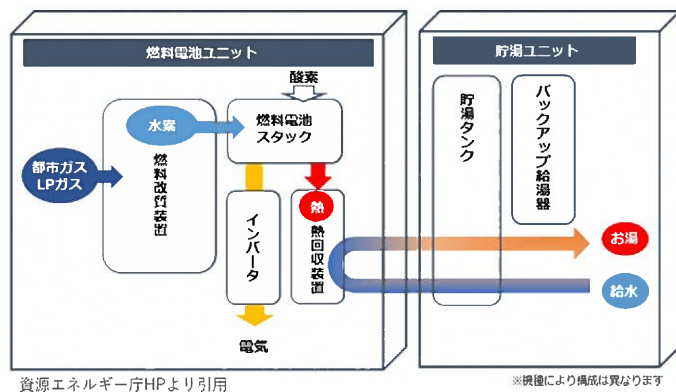 燃料電池ユニット
貯湯ユニット
酸素
水素
燃料電池
スタック
都市ガス
LPガス
燃料改質装置
インバータ
熱
熱回収装置
電気
貯湯タンク
バックアップ給湯器
お湯
給水
資源エネルギー庁HPより引用
※機種により構成は異なります